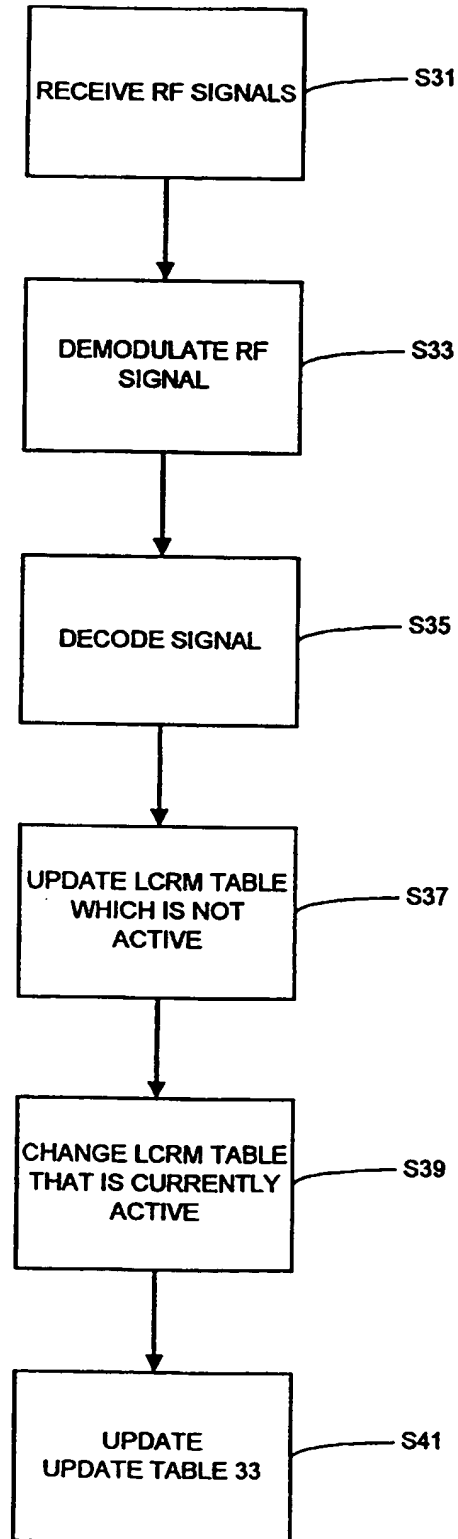 RECEIVE RF SIGNALS
S31
DEMODULATE RF
SIGNAL
S33
DECODE SIGNAL
S35
UPDATE LCRM TABLE
WHICH IS NOT
ACTIVE
S37
CHANGE LCRM TABLE
THAT IS CURRENTLY
ACTIVE
S39
UPDATE
UPDATE TABLE 33
S41